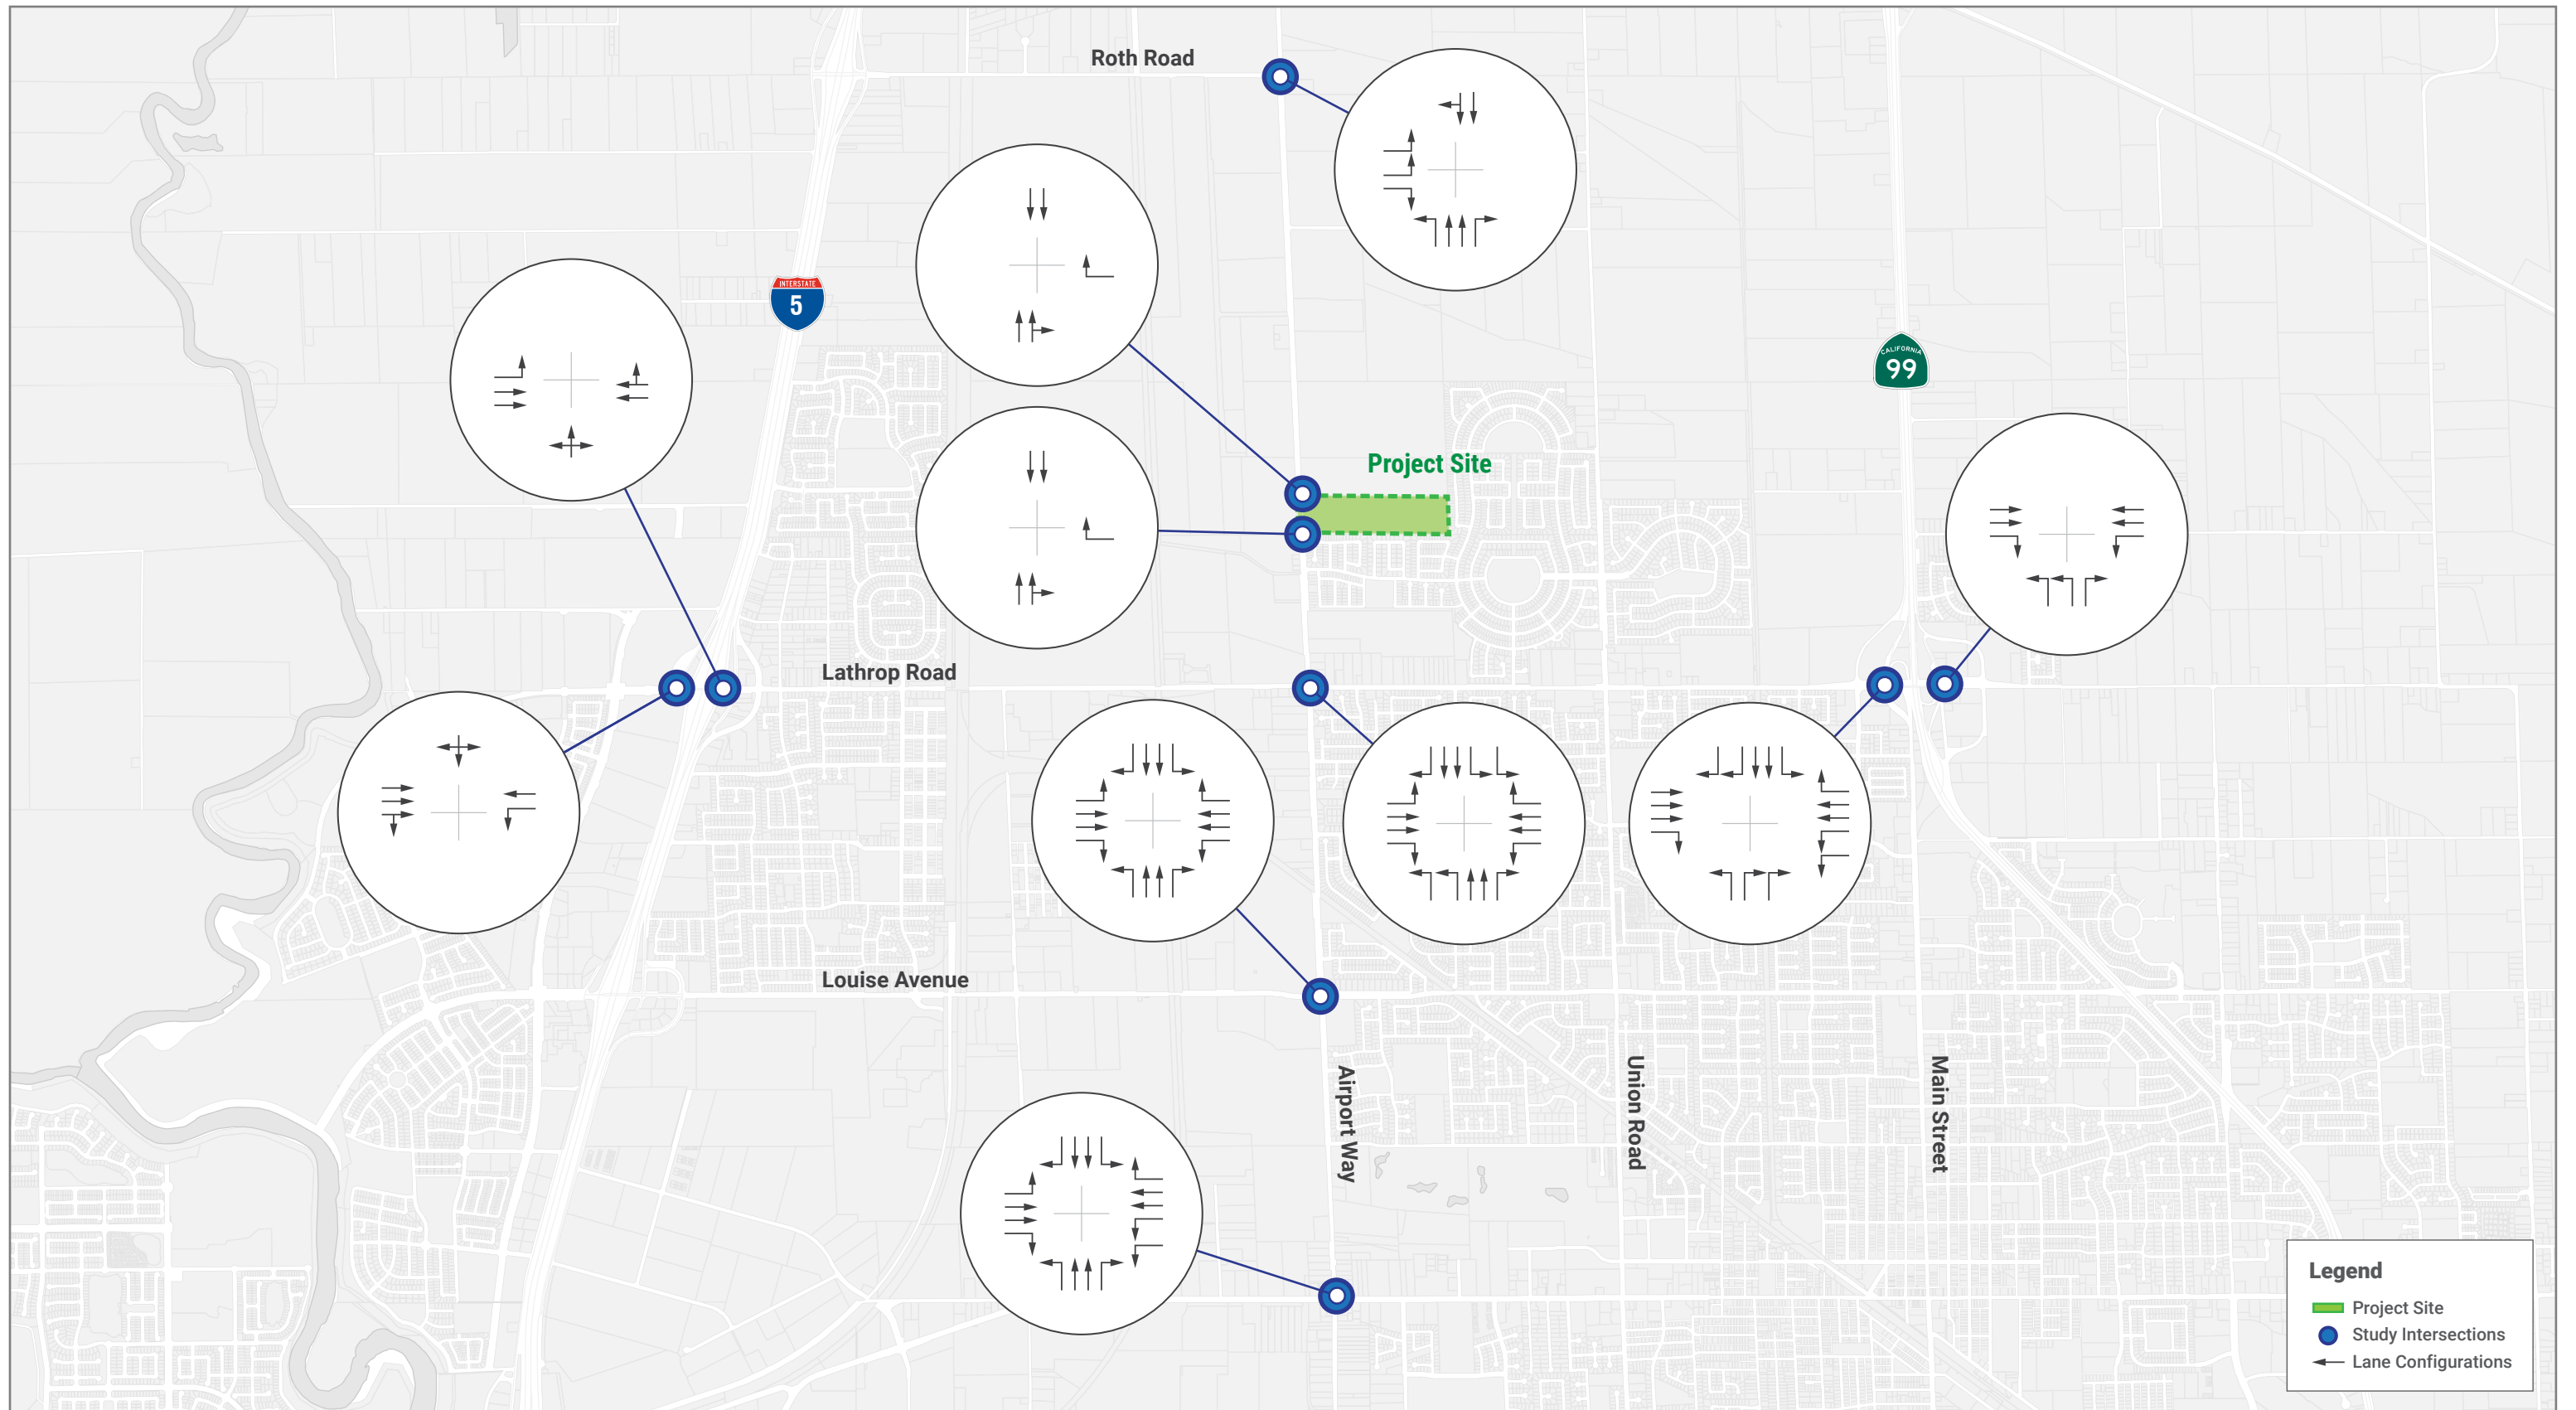 Roth Road
INTERSTATE
5
CALIFORNIA
99
Project Site
Lathrop Road
Louise Avenue
Airport Way
Union Road
Main Street
Legend
Project Site
Study Intersections
Lane Configurations